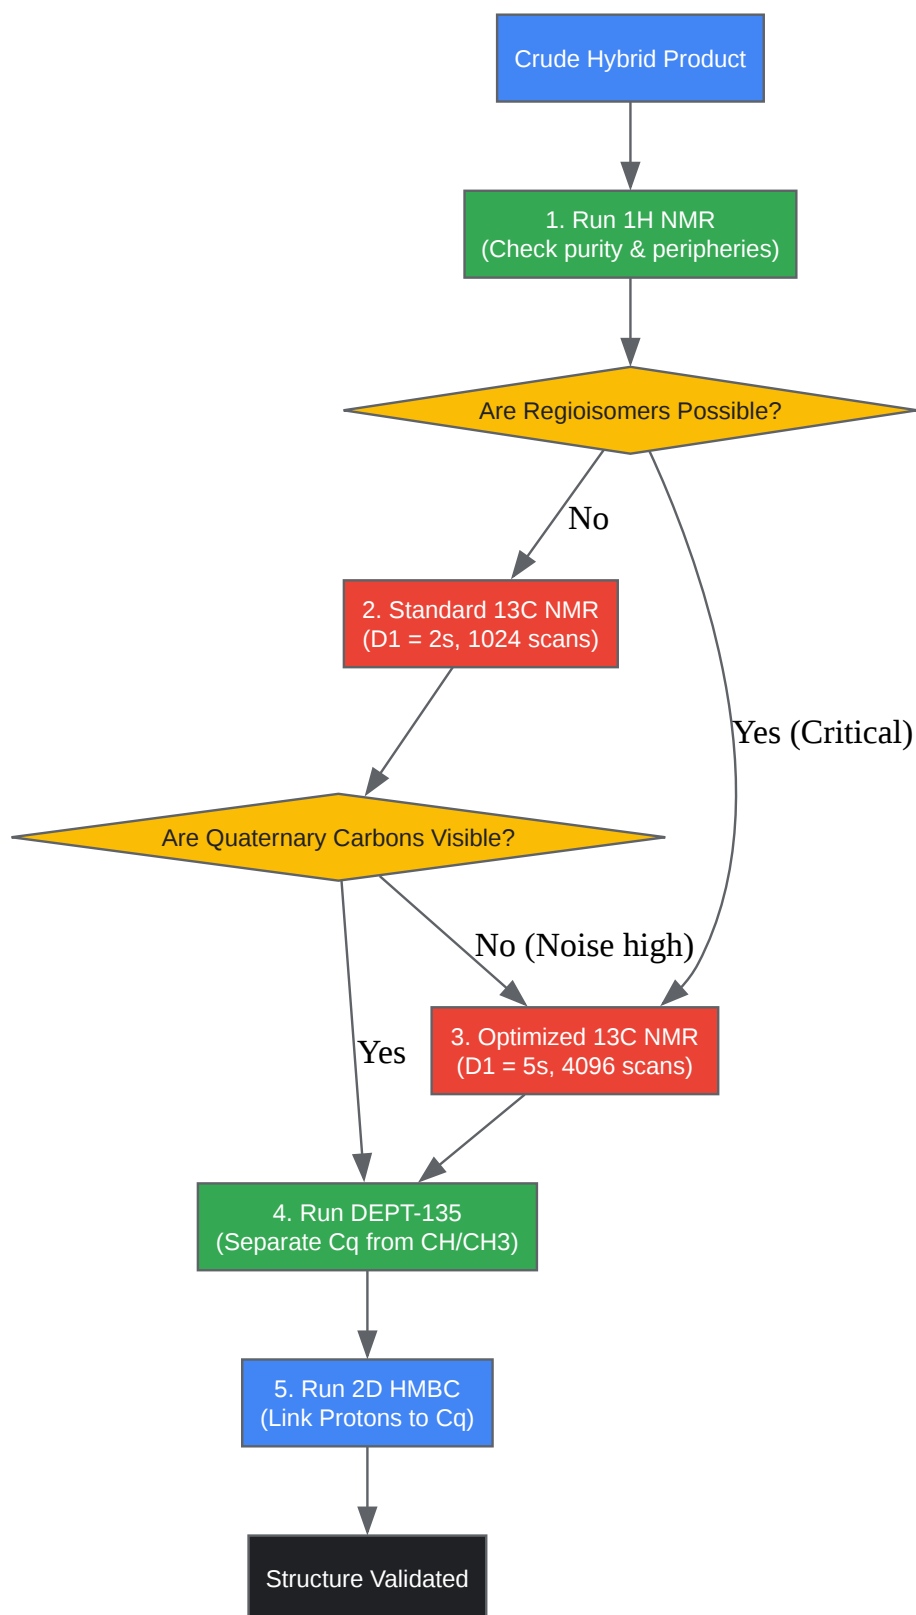 Crude Hybrid Product
1. Run 1H NMR
(Check purity & peripheries)
Are Regioisomers Possible?
No
2. Standard 13C NMR
(D1 = 2s, 1024 scans)
Yes (Critical)
Are Quaternary Carbons Visible?
No (Noise high)
3. Optimized 13C NMR
(D1 = 5s, 4096 scans)
Yes
4. Run DEPT-135
(Separate Cq from CH/CH3)
5. Run 2D HMBC
(Link Protons to Cq)
Structure Validated